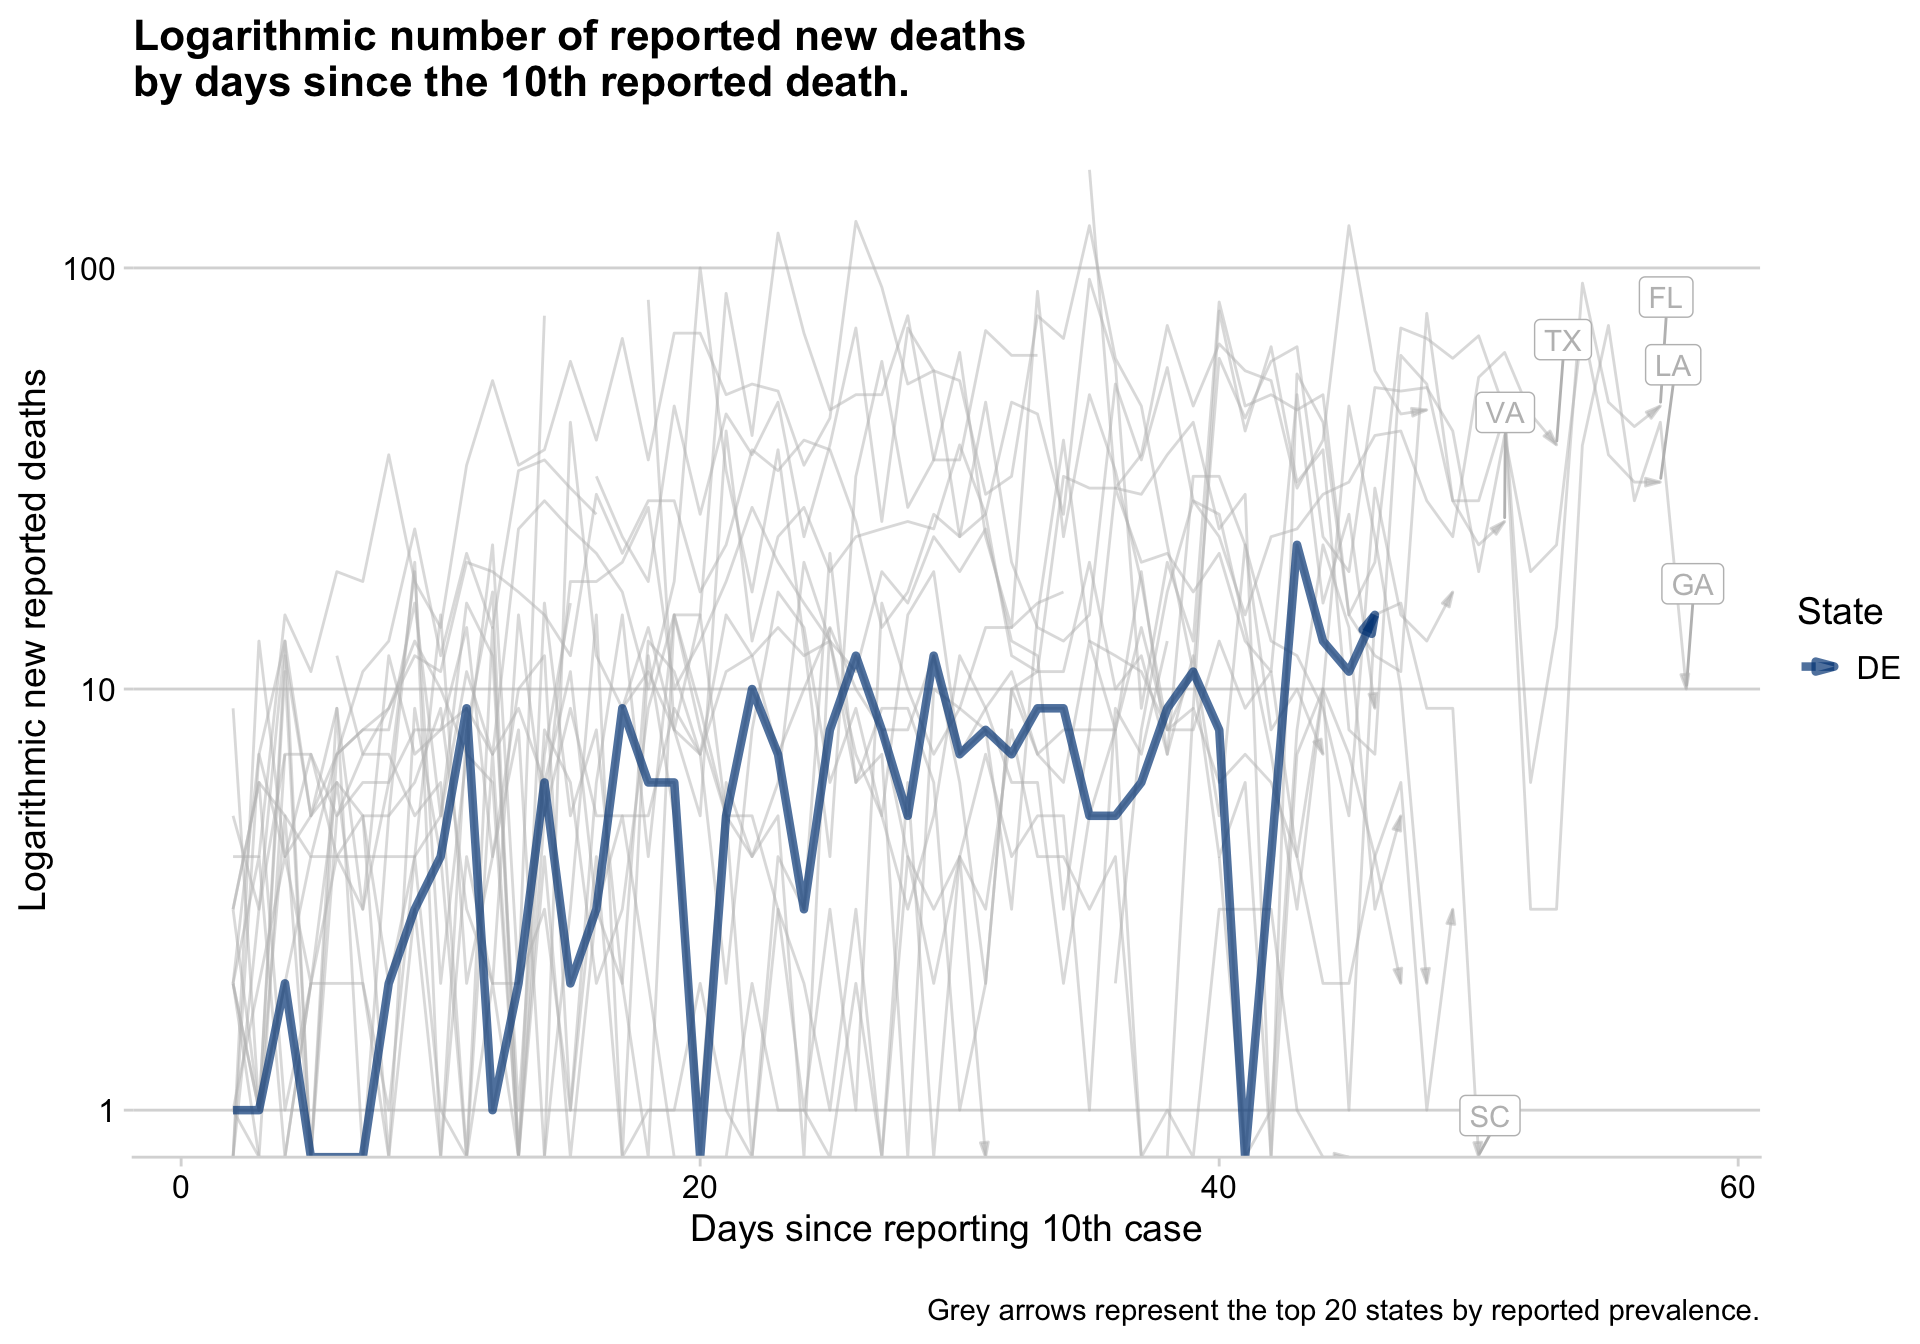 Logarithmic number of reported new deaths
by days since the 10th reported death.
Logarithmic new reported deaths
100
10
1
FL
TX
LA
VA
GA
SC
State
DE
0
20
40
60
Days since reporting 10th case
Grey arrows represent the top 20 states by reported prevalence.